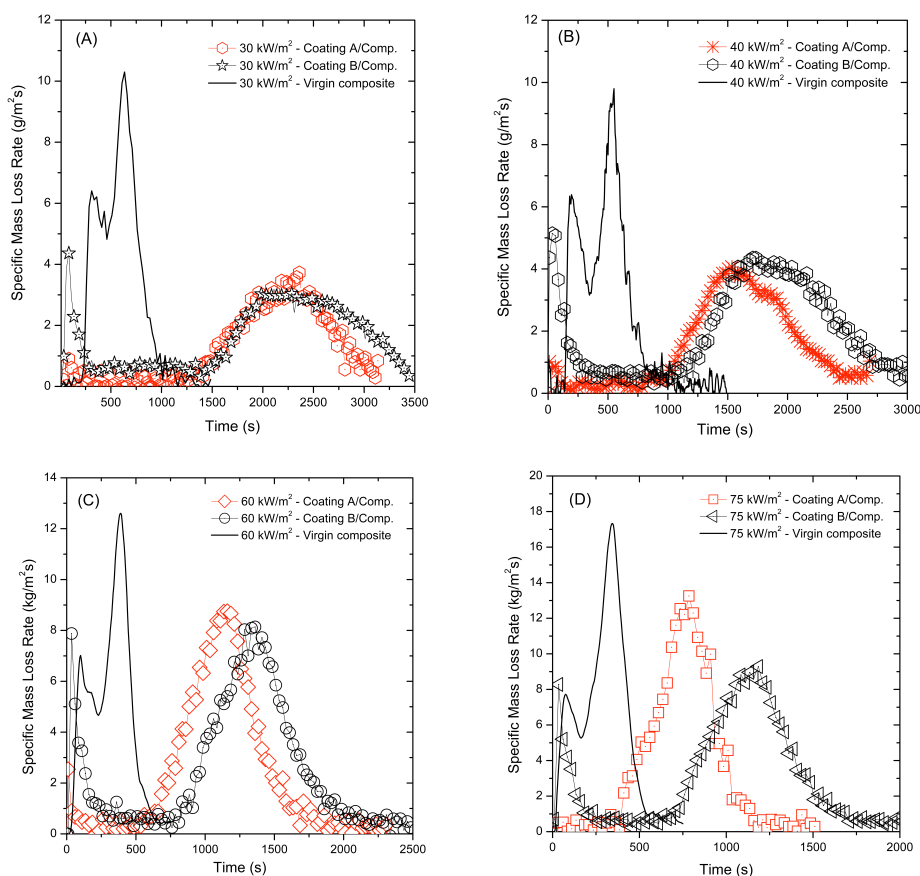 (A)
30 kW/m² - Coating A/Comp.
30 kW/m² - Coating B/Comp.
30 kW/m² - Virgin composite
Specific Mass Loss Rate (g/m²s)
12
10
8
6
4
2
0
500 1000 1500 2000 2500 3000 3500
Time (s)
(B)
40 kW/m² - Coating A/Comp.
40 kW/m² - Coating B/Comp.
40 kW/m² - Virgin composite
Specific Mass Loss Rate (g/m²s)
12
10
8
6
4
2
0
0 500 1000 1500 2000 2500 3000
Time (s)
(C)
60 kW/m² - Coating A/Comp.
60 kW/m² - Coating B/Comp.
60 kW/m² - Virgin composite
Specific Mass Loss Rate (kg/m²s)
14
12
10
8
6
4
2
0
0 500 1000 1500 2000 2500
Time (s)
(D)
75 kW/m² - Coating A/Comp.
75 kW/m² - Coating B/Comp.
75 kW/m² - Virgin composite
Specific Mass Loss Rate (kg/m²s)
20
18
16
14
12
10
8
6
4
2
0
0 250 500 750 1000 1250 1500 1750 2000
Time (s)